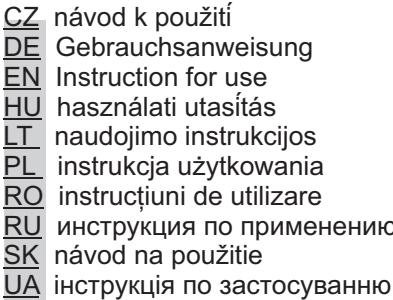 CZ návod k použití
DE Gebrauchsanweisung
EN Instruction for use
HU használati utasítás
LT naudojimo instrukcijos
PL instrukcja użytkowania
RO instrucțiuni de utilizare
RU инструкция по применению
SK návod na použitie
UA інструкція по застосуванню